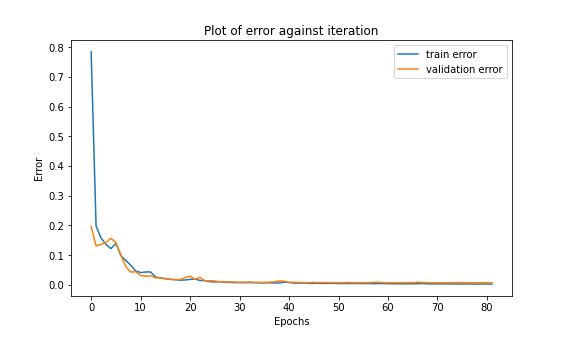 Plot of error against iteration
train error
validation error
Error
0.8
0.7
0.6
0.5
0.4
0.3
0.2
0.1
0.0
0 10 20 30 40 50 60 70 80
Epochs